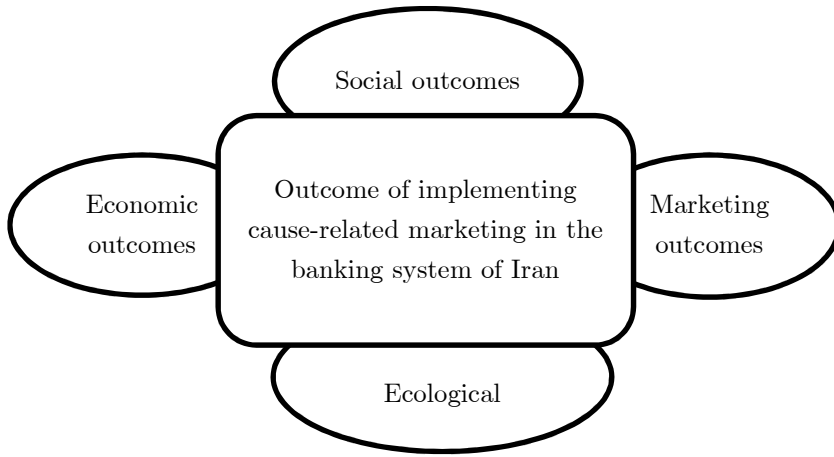 Social outcomes
Economic
outcomes
Outcome of implementing
cause-related marketing in the
banking system of Iran
Marketing
outcomes
Ecological